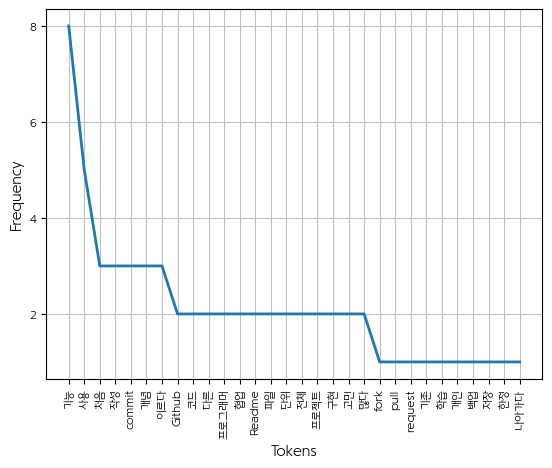 8
6
4
2
Frequency
기능
사용
처음
작성
commit
개념
이르다
Github
코드
다른
프로그래머
협업
Readme
파일
단위
전체
프로젝트
구현
고민
많다
fork
pull
request
기존
학습
개인
백업
저장
한정
나아가다
Tokens